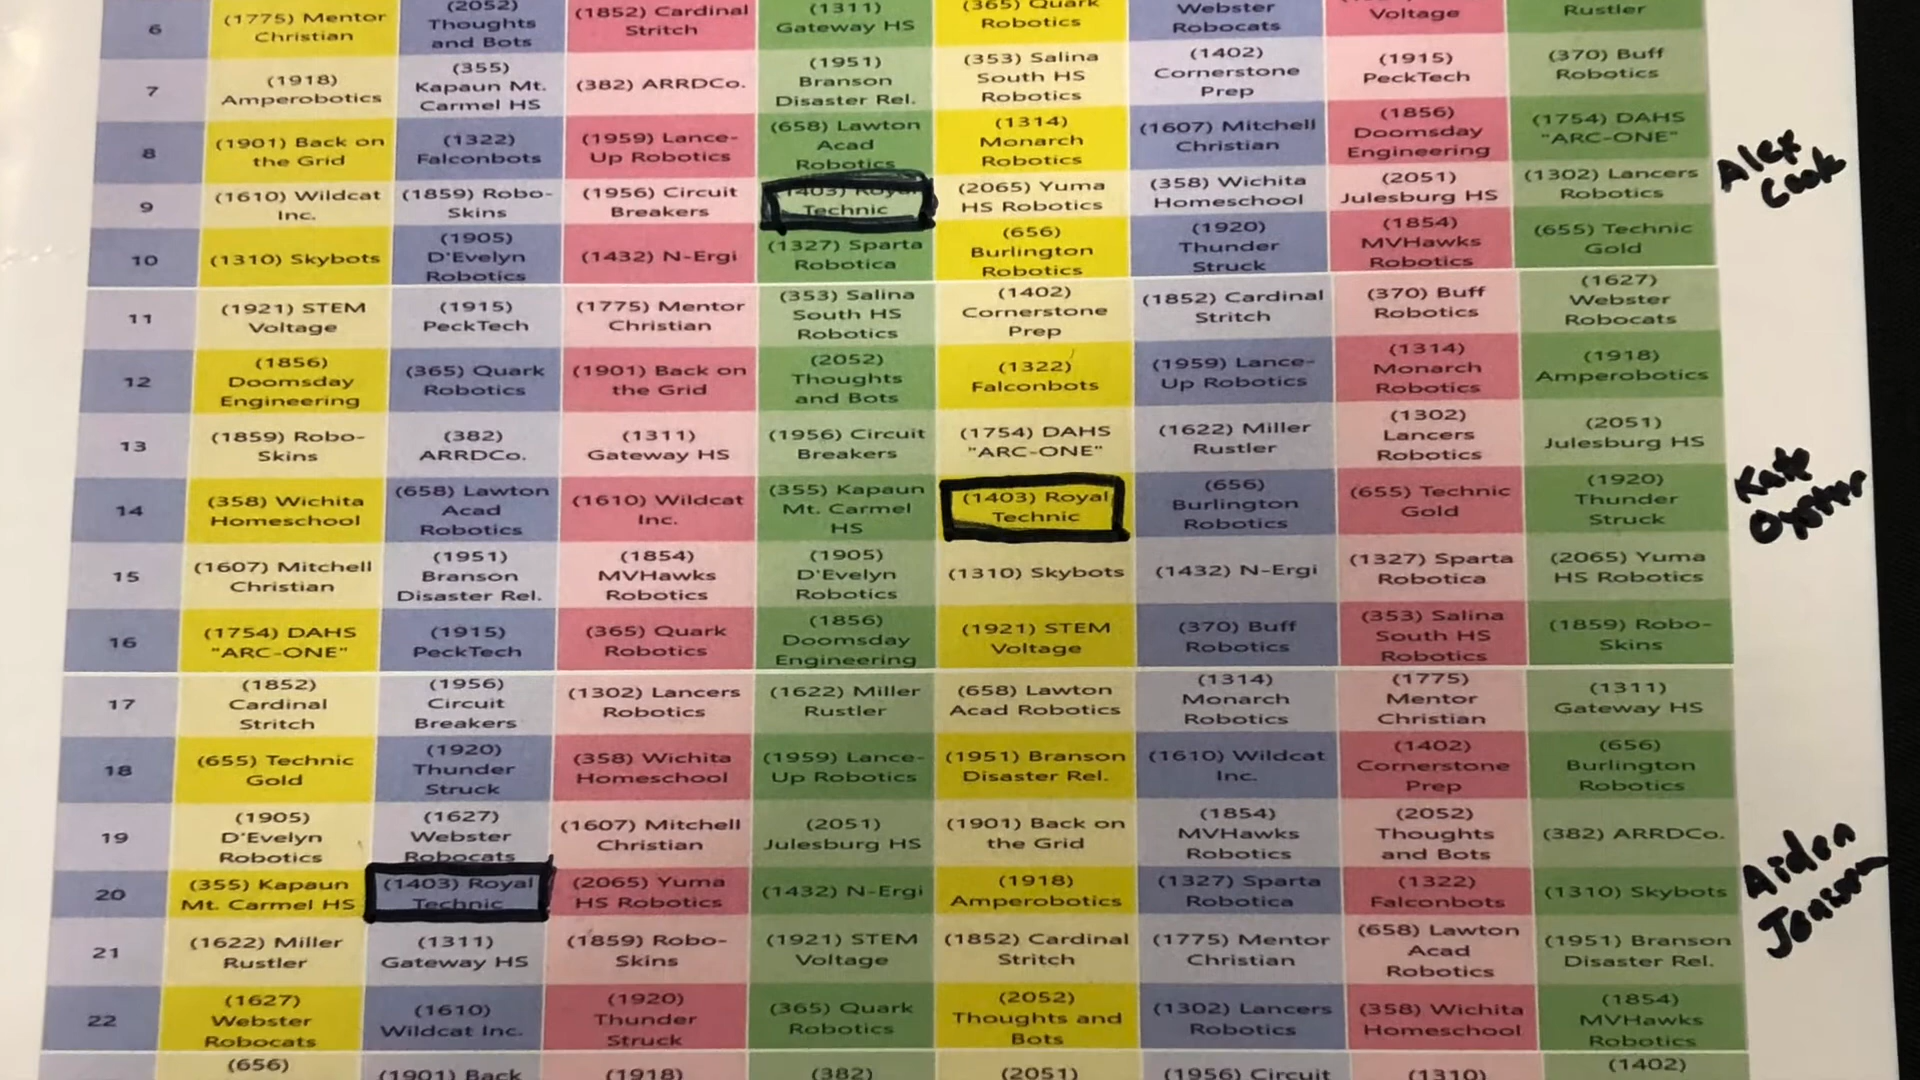 6
(1775) Mentor
Christian
(2052)
Thoughts
and Bots
(1852) Cardinal
Stritch
(1311)
Gateway HS
(365) Quark
Robotics
Webster
Robocats
Voltage
Rustler
7
(1918)
Amperobotics
(355)
Kapaun Mt.
Carmel HS
(382) ARRDCo.
(1951)
Branson
Disaster Rel.
(353) Salina
South HS
Robotics
(1402)
Cornerstone
Prep
(1915)
PeckTech
(370) Buff
Robotics
8
(1901) Back on
the Grid
(1322)
Falconbots
(1959) Lance-
Up Robotics
(658) Lawton
Acad
Robotics
(1314)
Monarch
Robotics
(1607) Mitchell
Christian
(1856)
Doomsday
Engineering
(1754) DAHS
"ARC-ONE"
9
(1610) Wildcat
Inc.
(1859) Robo-
Skins
(1956) Circuit
Breakers
(1403) Royal
Technic
(2065) Yuma
HS Robotics
(358) Wichita
Homeschool
(2051)
Julesburg HS
(1302) Lancers
Robotics
Alex
Cook
10
(1310) Skybots
(1905)
D'Evelyn
Robotics
(1432) N-Ergi
(1327) Sparta
Robotica
(656)
Burlington
Robotics
(1920)
Thunder
Struck
(1854)
MVHawks
Robotics
(655) Technic
Gold
11
(1921) STEM
Voltage
(1915)
PeckTech
(1775) Mentor
Christian
(353) Salina
South HS
Robotics
(1402)
Cornerstone
Prep
(1852) Cardinal
Stritch
(370) Buff
Robotics
(1627)
Webster
Robocats
12
(1856)
Doomsday
Engineering
(365) Quark
Robotics
(1901) Back on
the Grid
(2052)
Thoughts
and Bots
(1322)
Falconbots
(1959) Lance-
Up Robotics
(1314)
Monarch
Robotics
(1918)
Amperobotics
13
(1859) Robo-
Skins
(382)
ARRDCo.
(1311)
Gateway HS
(1956) Circuit
Breakers
(1754) DAHS
"ARC-ONE"
(1622) Miller
Rustler
(1302)
Lancers
Robotics
(2051)
Julesburg HS
14
(358) Wichita
Homeschool
(658) Lawton
Acad
Robotics
(1610) Wildcat
Inc.
(355) Kapaun
Mt. Carmel
HS
(1403) Royal
Technic
(656)
Burlington
Robotics
(655) Technic
Gold
(1920)
Thunder
Struck
Kate
15
(1607) Mitchell
Christian
(1951)
Branson
Disaster Rel.
(1854)
MVHawks
Robotics
(1905)
D'Evelyn
Robotics
(1310) Skybots
(1432) N-Ergi
(1327) Sparta
Robotica
(2065) Yuma
HS Robotics
16
(1754) DAHS
"ARC-ONE"
(1915)
PeckTech
(365) Quark
Robotics
(1856)
Doomsday
Engineering
(1921) STEM
Voltage
(370) Buff
Robotics
(353) Salina
South HS
Robotics
(1859) Robo-
Skins
17
(1852)
Cardinal
Stritch
(1956)
Circuit
Breakers
(1302) Lancers
Robotics
(1622) Miller
Rustler
(658) Lawton
Acad Robotics
(1314)
Monarch
Robotics
(1775)
Mentor
Christian
(1311)
Gateway HS
18
(655) Technic
Gold
(1920)
Thunder
Struck
(358) Wichita
Homeschool
(1959) Lance-
Up Robotics
(1951) Branson
Disaster Rel.
(1610) Wildcat
Inc.
(1402)
Cornerstone
Prep
(656)
Burlington
Robotics
19
(1905)
D'Evelyn
Robotics
(1627)
Webster
Robocats
(1607) Mitchell
Christian
(2051)
Julesburg HS
(1901) Back on
the Grid
(1854)
MVHawks
Robotics
(2052)
Thoughts
and Bots
(382) ARRDCo.
20
(355) Kapaun
Mt. Carmel HS
(1403) Royal
Technic
(2065) Yuma
HS Robotics
(1432) N-Ergi
(1918)
Amperobotics
(1327) Sparta
Robotica
(1322)
Falconbots
(1310) Skybots
Aiden
21
(1622) Miller
Rustler
(1311)
Gateway HS
(1859) Robo-
Skins
(1921) STEM
Voltage
(1852) Cardinal
Stritch
(1775) Mentor
Christian
(658) Lawton
Acad
Robotics
(1951) Branson
Disaster Rel.
22
(1627)
Webster
Robocats
(1610)
Wildcat Inc.
(1920)
Thunder
Struck
(365) Quark
Robotics
(2052)
Thoughts and
Bots
(1302) Lancers
Robotics
(358) Wichita
Homeschool
(1854)
MVHawks
Robotics
(656)
(1901) Back
(1918)
(382)
(2051)
(1956) Circuit
(1310)
(1402)